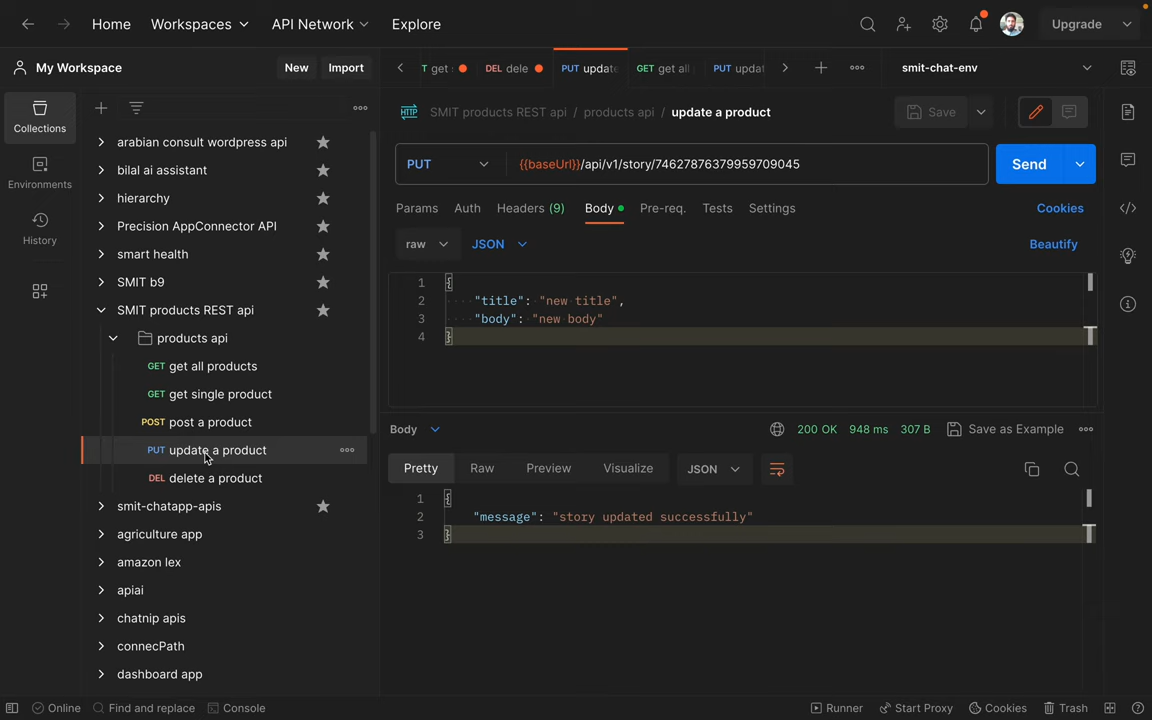 Home Workspaces API Network Explore Upgrade
My Workspace New Import
T get s DEL dele PUT update GET get all PUT updat smit-chat-env
Collections
Environments
History
arabian consult wordpress api
bilal ai assistant
hierarchy
Precision AppConnector API
smart health
SMIT b9
SMIT products REST api
products api
GET get all products
GET get single product
POST post a product
PUT update a product
DEL delete a product
smit-chatapp-apis
agriculture app
amazon lex
apiai
chatnip apis
connecPath
dashboard app
HTTP SMIT products REST api / products api / update a product Save
PUT {{baseUrl}}/api/v1/story/74627876379959709045 Send
Params Auth Headers (9) Body Pre-req. Tests Settings Cookies
raw JSON Beautify
1 {
2 "title": "new title",
3 "body": "new body"
4 }
Body 200 OK 948 ms 307 B Save as Example
Pretty Raw Preview Visualize JSON
1 {
2 "message": "story updated successfully"
3 }
Online Find and replace Console Runner Start Proxy Cookies Trash